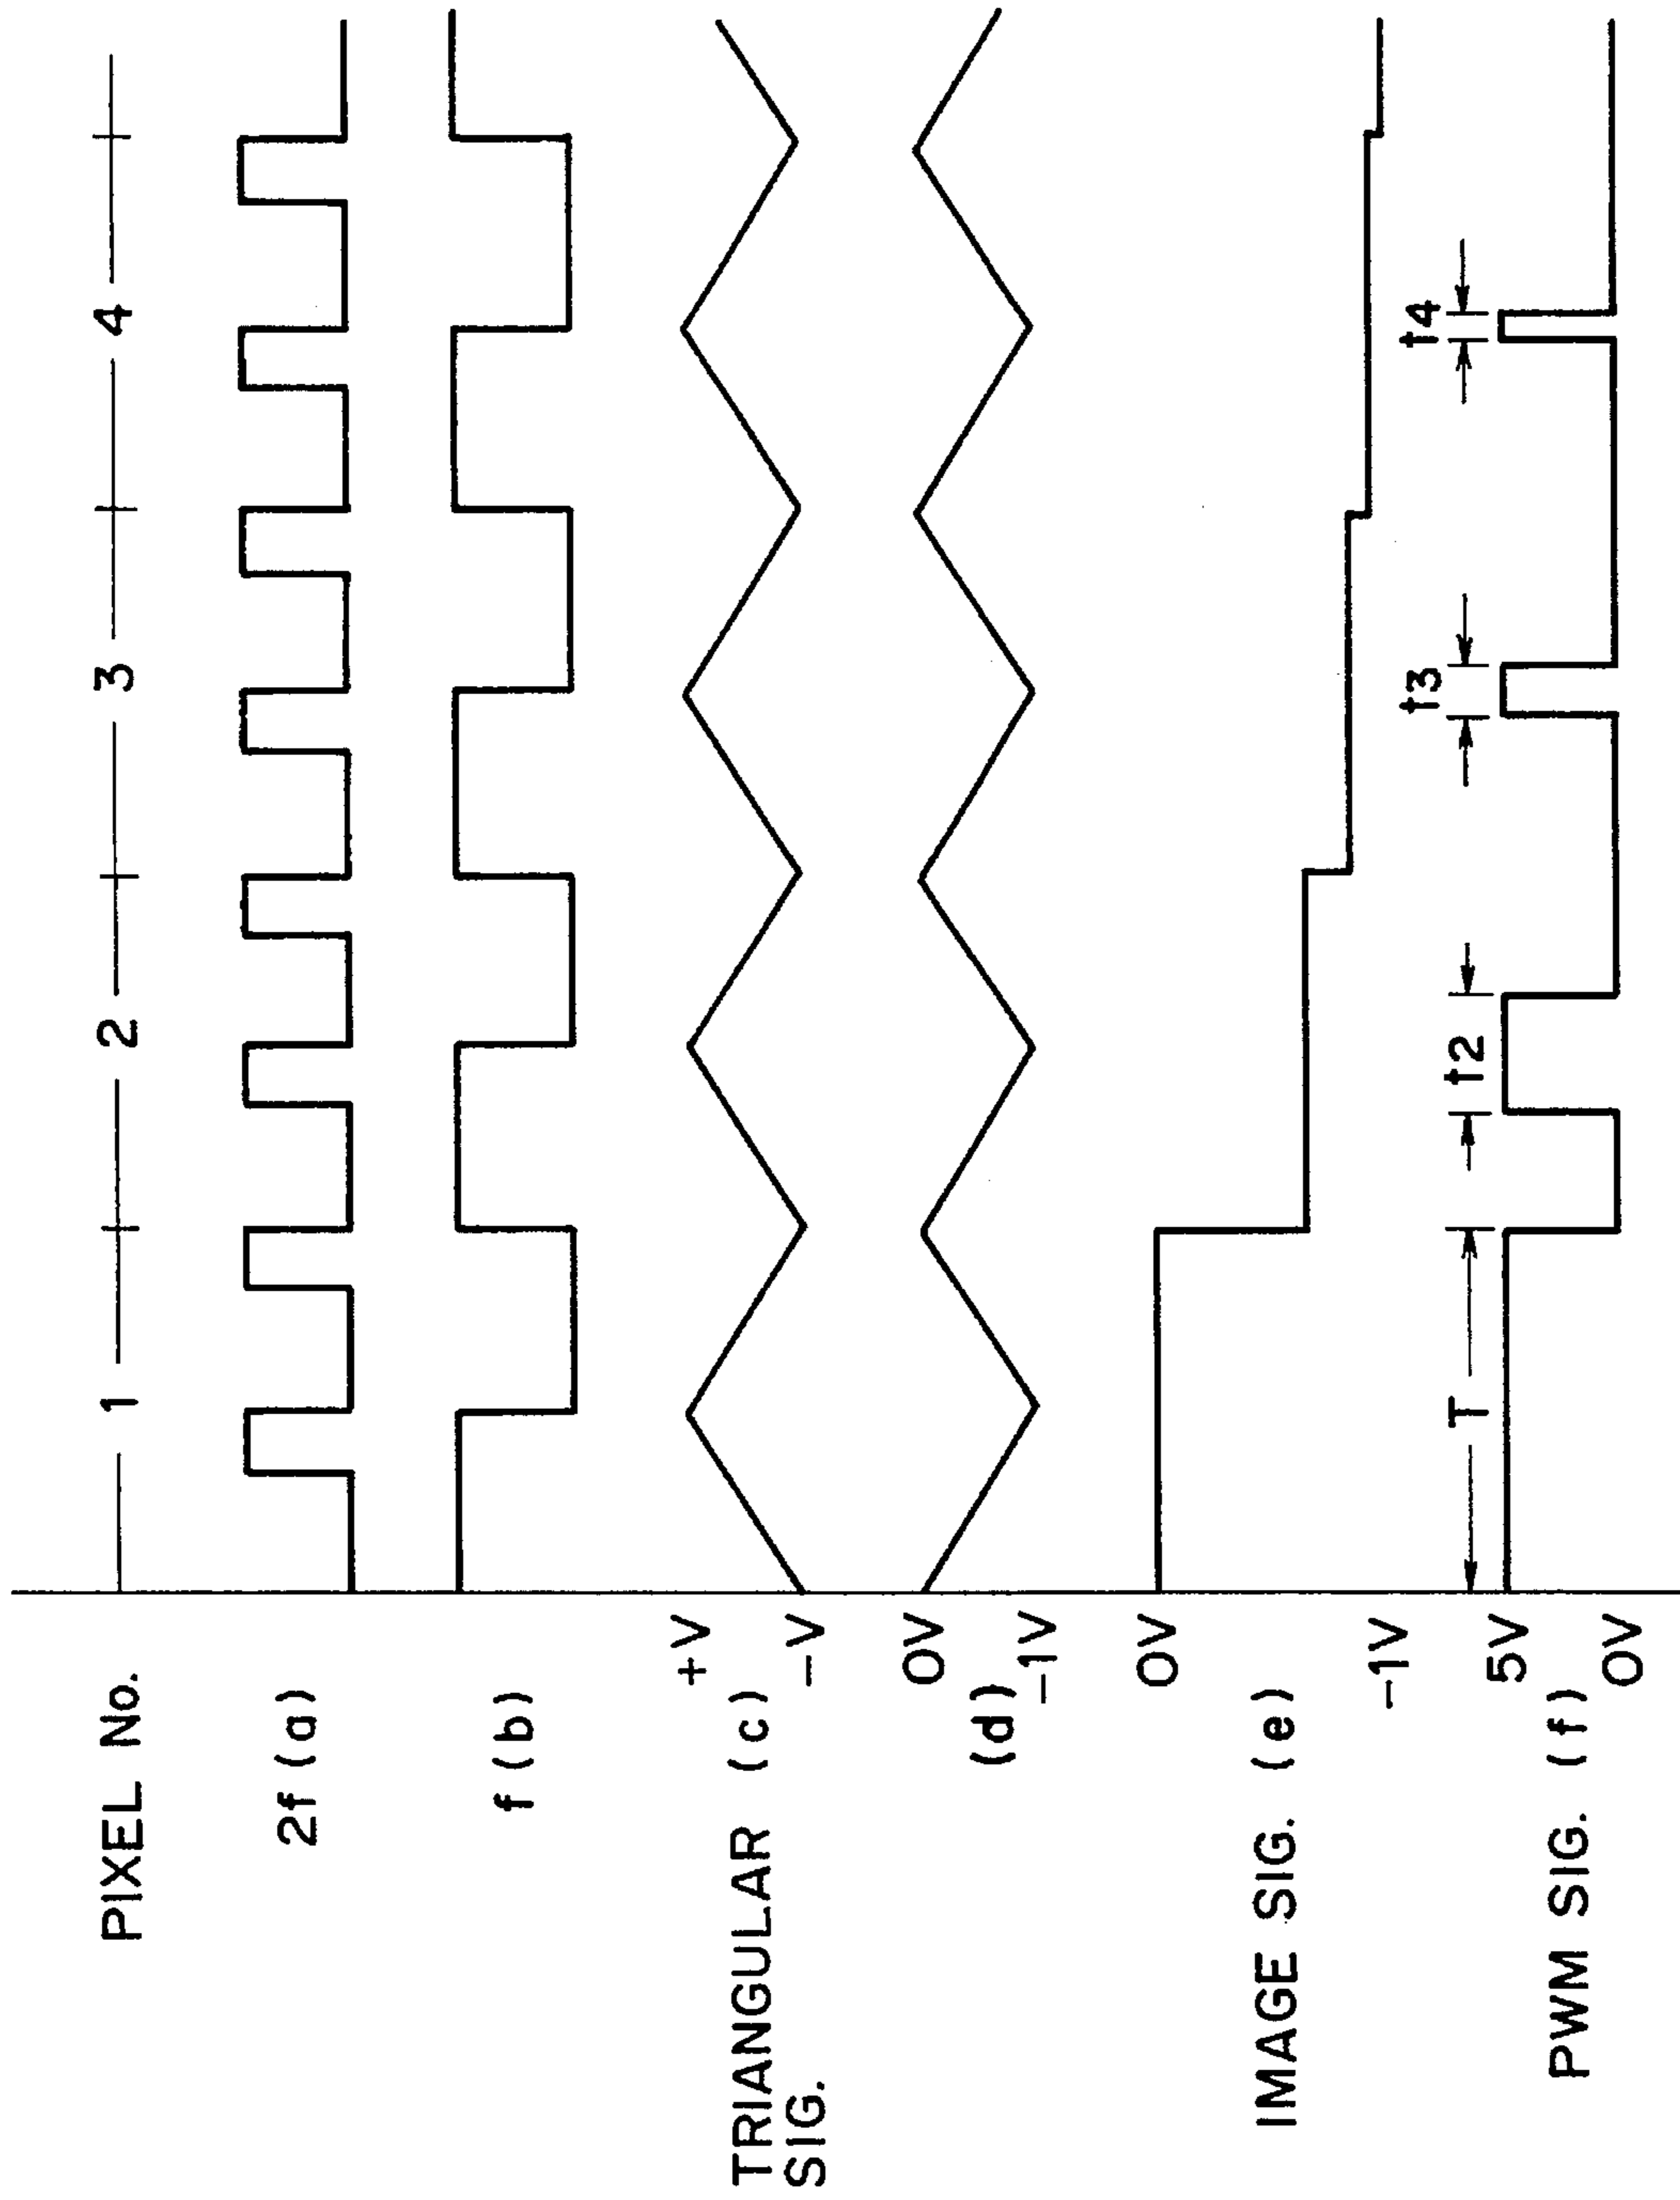 PIXEL No. 1 2 3 4
2f (a)
f (b)
TRIANGULAR SIG. (c) +V -V
(d) 0V -1V
IMAGE SIG. (e) 0V -1V
T t2 t3 t4
PWM SIG. (f) 5V 0V